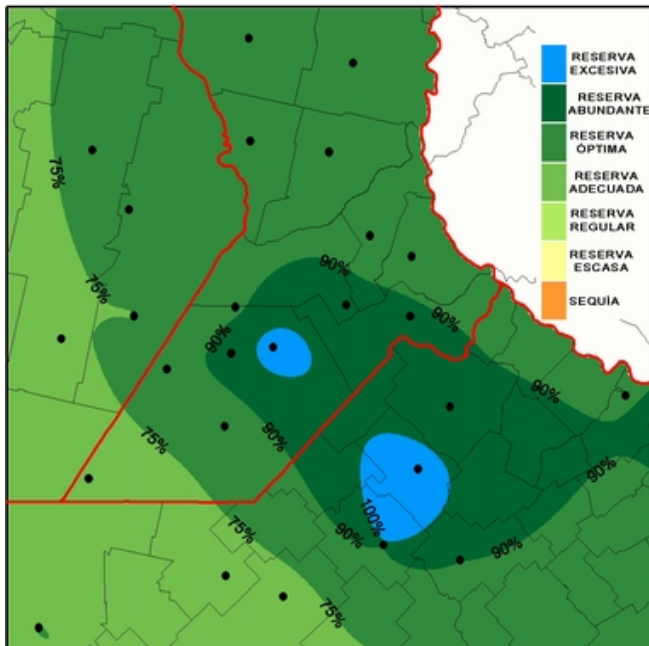 RESERVA
EXCESIVA
RESERVA
ABUNDANTE
RESERVA
ÓPTIMA
RESERVA
ADECUADA
RESERVA
REGULAR
RESERVA
ESCASA
SEQUÍA
75%
75%
90%
90%
90%
90%
75%
90%
90%
100%
75%
90%
90%
75%